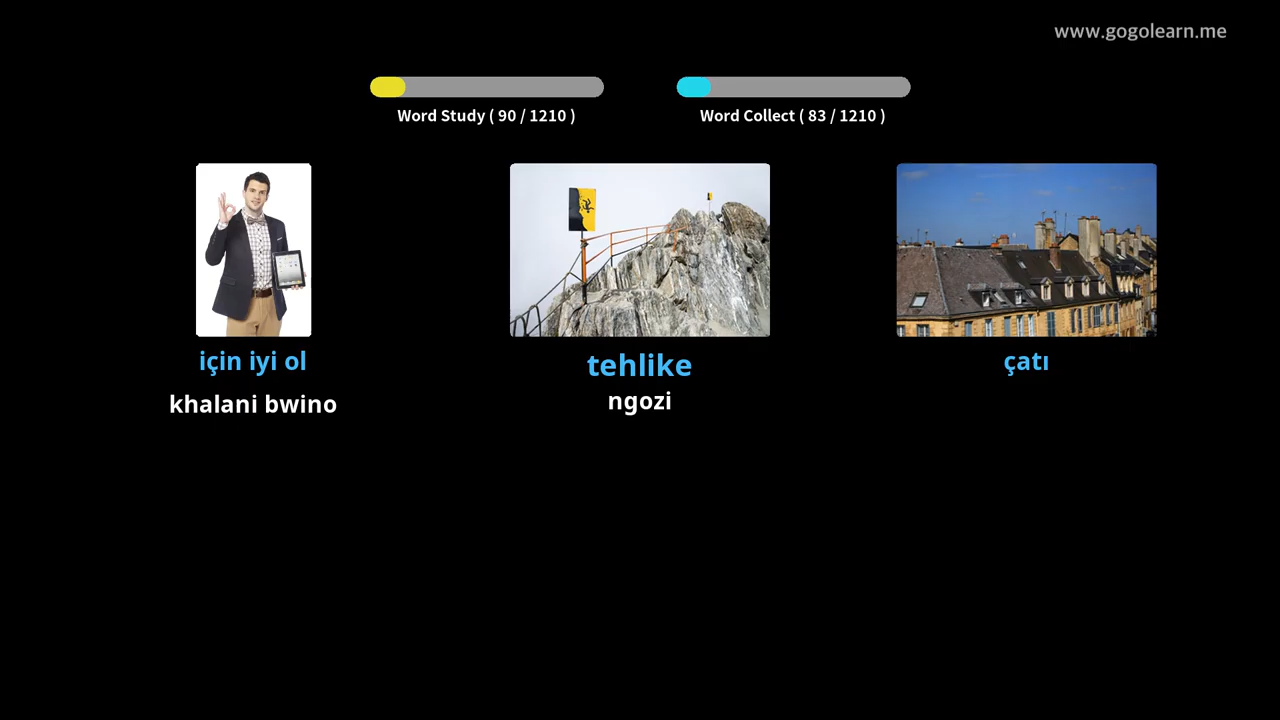 www.gogolearn.me
Word Study ( 90 / 1210 )
Word Collect ( 83 / 1210 )
için iyi ol
tehlike
çatı
khalani bwino
ngozi